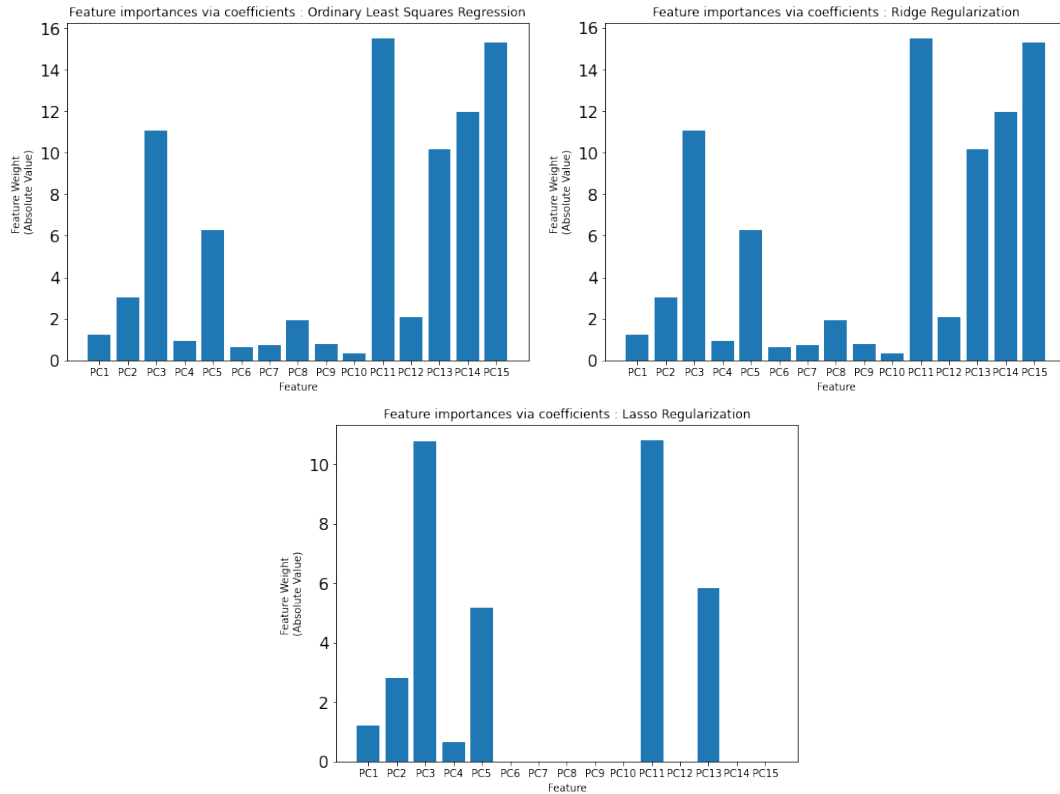 Feature importances via coefficients : Ordinary Least Squares Regression
16
14
12
10
8
6
4
2
0
Feature Weight
(Absolute Value)
PC1 PC2 PC3 PC4 PC5 PC6 PC7 PC8 PC9 PC10 PC11 PC12 PC13 PC14 PC15
Feature
Feature importances via coefficients : Ridge Regularization
16
14
12
10
8
6
4
2
0
Feature Weight
(Absolute Value)
PC1 PC2 PC3 PC4 PC5 PC6 PC7 PC8 PC9 PC10 PC11 PC12 PC13 PC14 PC15
Feature
Feature importances via coefficients : Lasso Regularization
10
8
6
4
2
0
Feature Weight
(Absolute Value)
PC1 PC2 PC3 PC4 PC5 PC6 PC7 PC8 PC9 PC10 PC11 PC12 PC13 PC14 PC15
Feature